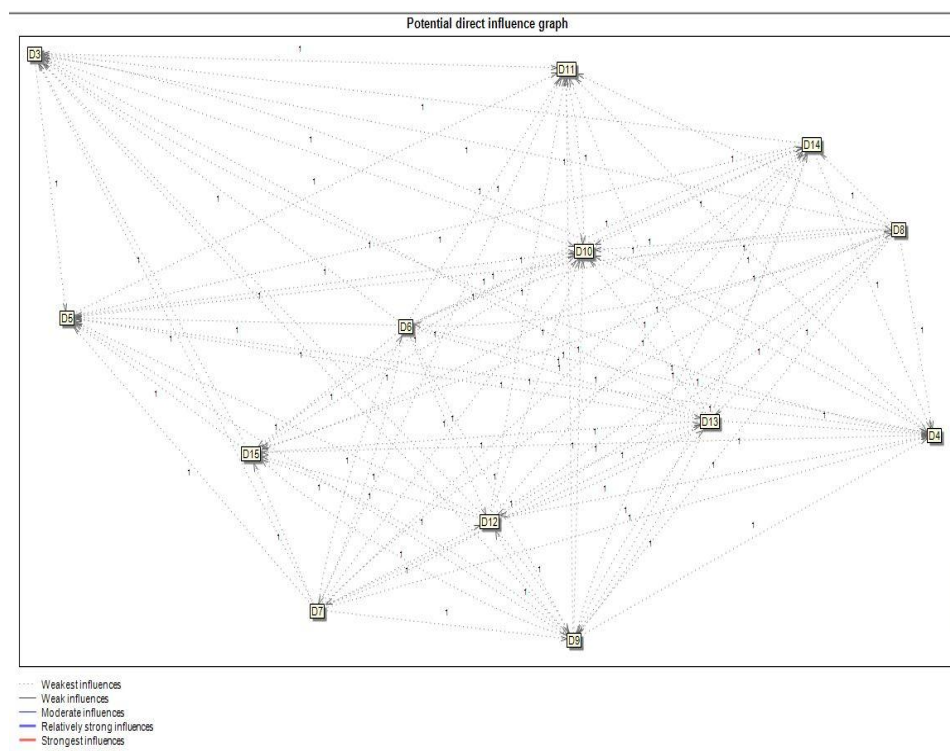 Potential direct influence graph
D3
D11
D14
D8
D10
D5
D6
D13
D4
D15
D12
D7
D9
1
Weakest influences
Weak influences
Moderate influences
Relatively strong influences
Strongest influences